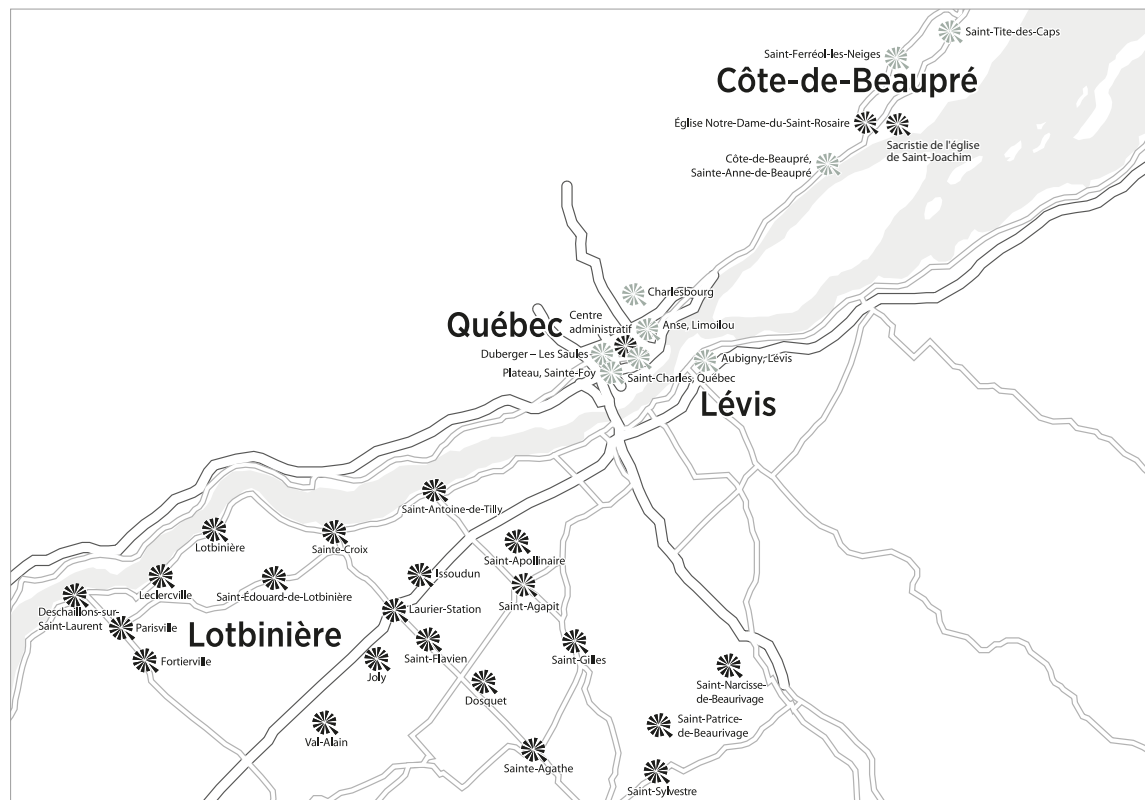 Saint-Tite-des-Caps
Saint-Ferréol-les-Neiges
Côte-de-Beaupré
Église Notre-Dame-du-Saint-Rosaire
Sacristie de l'église
de Saint-Joachim
Côte-de-Beaupré,
Sainte-Anne-de-Beaupré
Charlesbourg
Québec
Centre
administratif
Anse, Limoilou
Duberger – Les Saules
Aubigny, Lévis
Plateau, Sainte-Foy
Saint-Charles, Québec
Lévis
Saint-Antoine-de-Tilly
Lotbinière
Sainte-Croix
Saint-Apollinaire
Issoudun
Leclercville
Saint-Édouard-de-Lotbinière
Saint-Agapit
Deschaillons-sur-
Saint-Laurent
Laurier-Station
Parisville
Lotbinière
Saint-Flavien
Saint-Gilles
Fortierville
Joly
Saint-Narcisse-
de-Beaurivage
Dosquet
Saint-Patrice-
de-Beaurivage
Val-Alain
Sainte-Agathe
Saint-Sylvestre